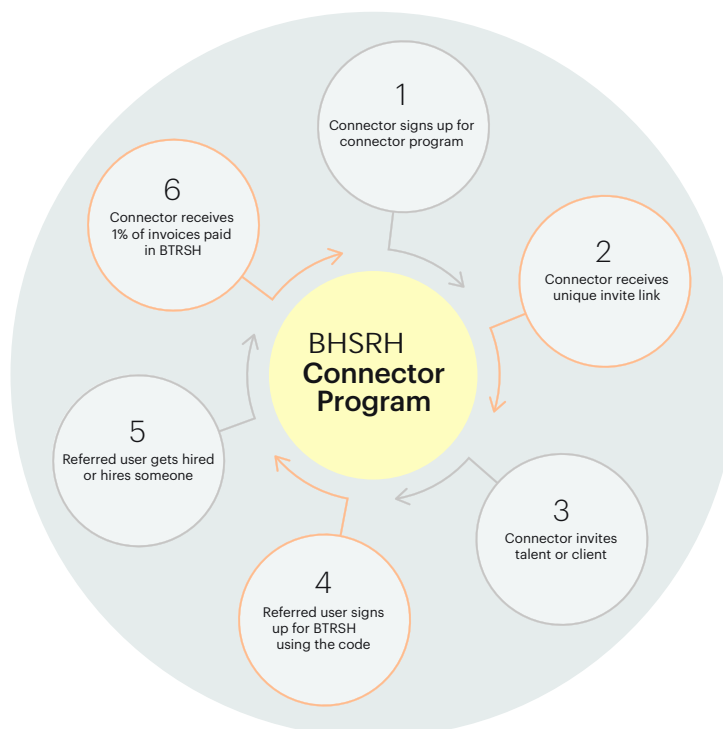 1
Connector signs up for
connector program
2
Connector receives
unique invite link
3
Connector invites
talent or client
4
Referred user signs
up for BTRSH
using the code
5
Referred user gets hired
or hires someone
6
Connector receives
1% of invoices paid
in BTRSH
BHSRH
Connector
Program